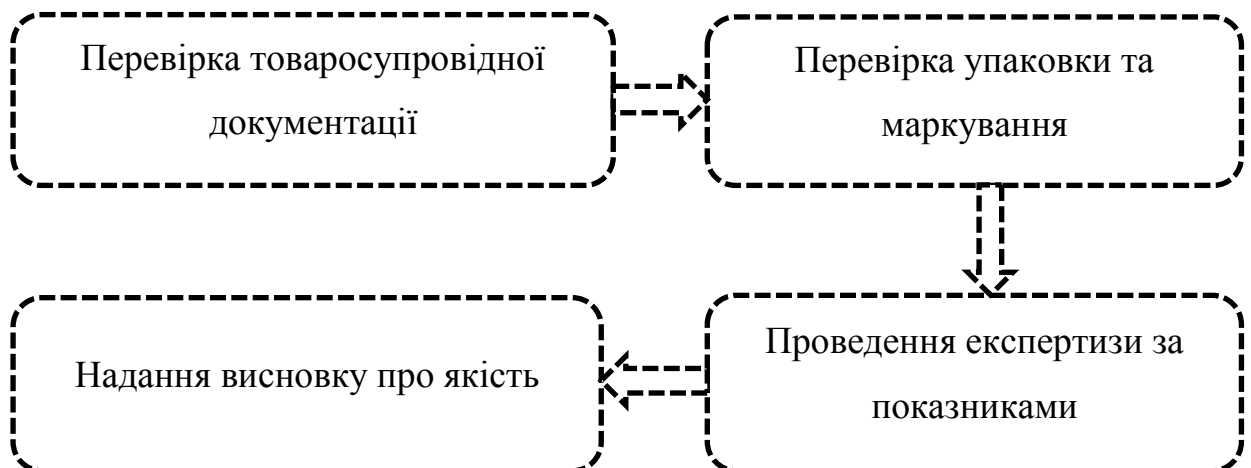 Перевірка товаросупровідної
документації
Перевірка упаковки та
маркування
Проведення експертизи за
показниками
Надання висновку про якість